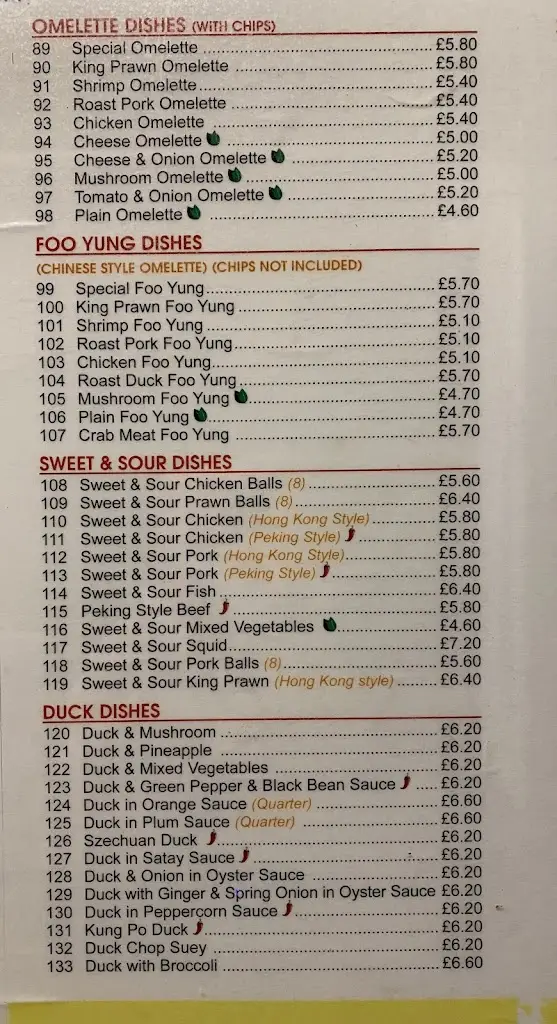 OMELETTE DISHES (WITH CHIPS)
89 Special Omelette £5.80
90 King Prawn Omelette £5.80
91 Shrimp Omelette £5.40
92 Roast Pork Omelette £5.40
93 Chicken Omelette £5.40
94 Cheese Omelette £5.00
95 Cheese & Onion Omelette £5.20
96 Mushroom Omelette £5.00
97 Tomato & Onion Omelette £5.20
98 Plain Omelette £4.60
FOO YUNG DISHES
(CHINESE STYLE OMELETTE) (CHIPS NOT INCLUDED)
99 Special Foo Yung £5.70
100 King Prawn Foo Yung £5.70
101 Shrimp Foo Yung £5.10
102 Roast Pork Foo Yung £5.10
103 Chicken Foo Yung £5.10
104 Roast Duck Foo Yung £5.70
105 Mushroom Foo Yung £4.70
106 Plain Foo Yung £4.70
107 Crab Meat Foo Yung £5.70
SWEET & SOUR DISHES
108 Sweet & Sour Chicken Balls (8) £5.60
109 Sweet & Sour Prawn Balls (8) £6.40
110 Sweet & Sour Chicken (Hong Kong Style) £5.80
111 Sweet & Sour Chicken (Peking Style) £5.80
112 Sweet & Sour Pork (Hong Kong Style) £5.80
113 Sweet & Sour Pork (Peking Style) £5.80
114 Sweet & Sour Fish £6.40
115 Peking Style Beef £5.80
116 Sweet & Sour Mixed Vegetables £4.60
117 Sweet & Sour Squid £7.20
118 Sweet & Sour Pork Balls (8) £5.60
119 Sweet & Sour King Prawn (Hong Kong style) £6.40
DUCK DISHES
120 Duck & Mushroom £6.20
121 Duck & Pineapple £6.20
122 Duck & Mixed Vegetables £6.20
123 Duck & Green Pepper & Black Bean Sauce £6.20
124 Duck in Orange Sauce (Quarter) £6.60
125 Duck in Plum Sauce (Quarter) £6.60
126 Szechuan Duck £6.20
127 Duck in Satay Sauce £6.20
128 Duck & Onion in Oyster Sauce £6.20
129 Duck with Ginger & Spring Onion in Oyster Sauce £6.20
130 Duck in Peppercorn Sauce £6.20
131 Kung Po Duck £6.20
132 Duck Chop Suey £6.20
133 Duck with Broccoli £6.60